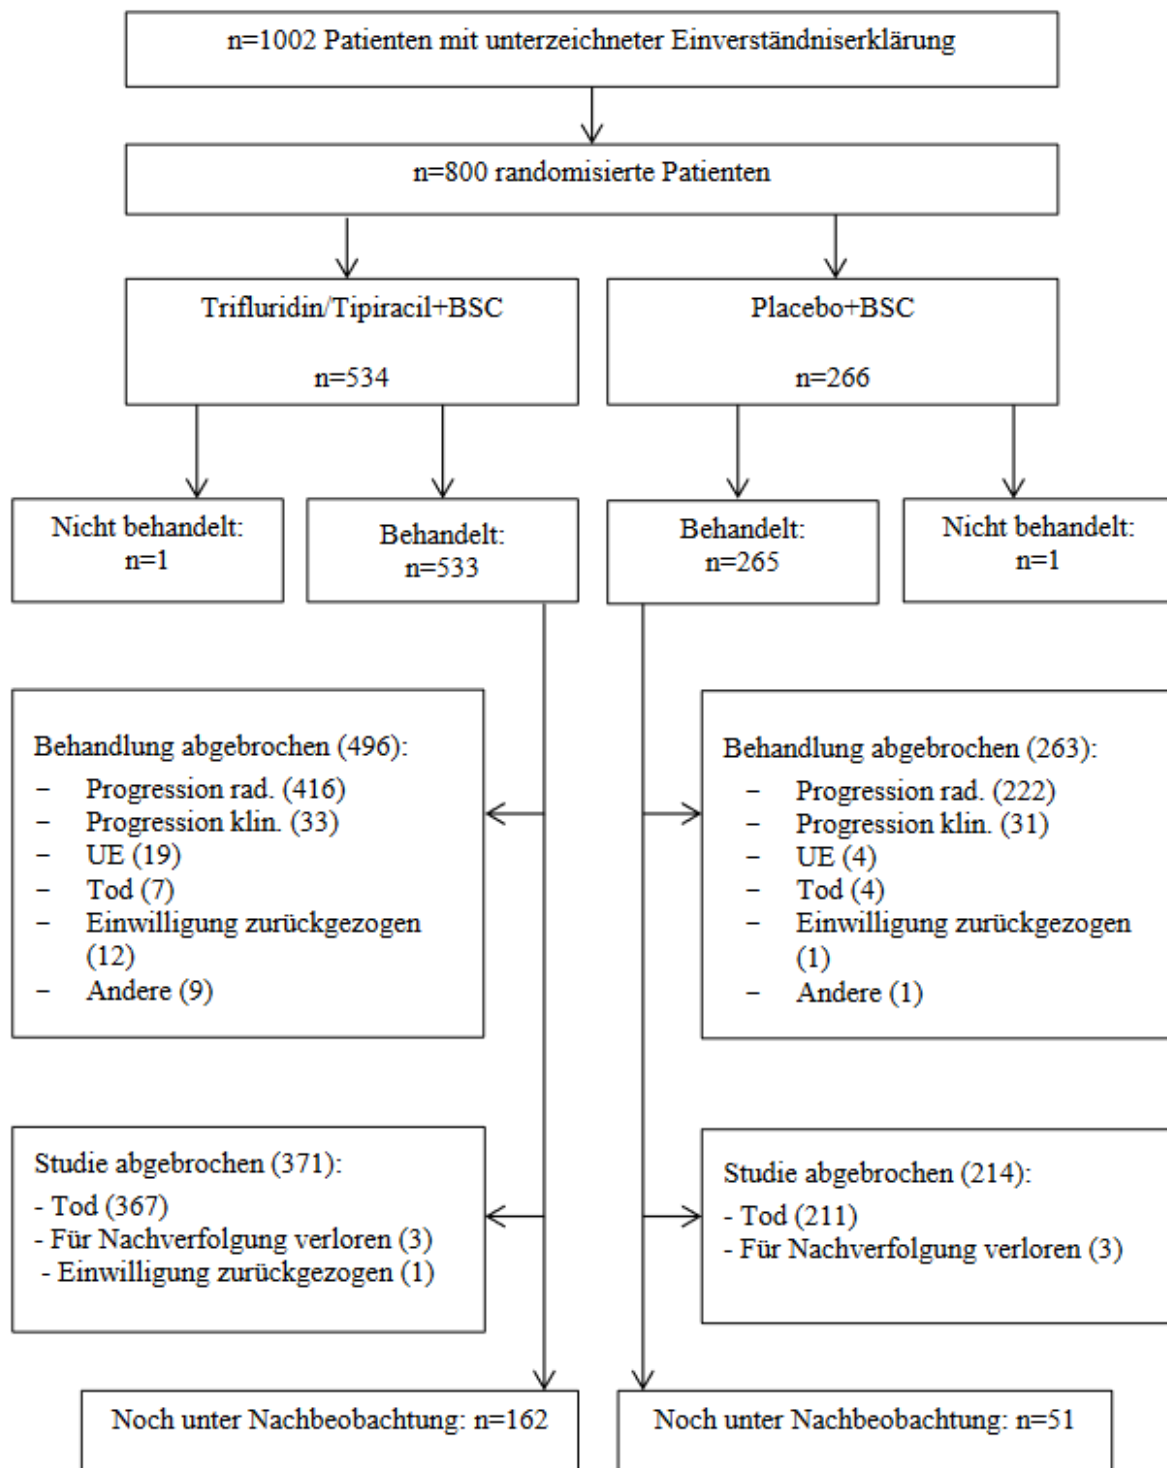 n=1002 Patienten mit unterzeichneter Einverständniserklärung
n=800 randomisierte Patienten
Trifluridin/Tipiracil+BSC
n=534
Placebo+BSC
n=266
Nicht behandelt:
n=1
Behandelt:
n=533
Behandelt:
n=265
Nicht behandelt:
n=1
Behandlung abgebrochen (496):
− Progression rad. (416)
− Progression klin. (33)
− UE (19)
− Tod (7)
− Einwilligung zurückgezogen
(12)
− Andere (9)
Behandlung abgebrochen (263):
− Progression rad. (222)
− Progression klin. (31)
− UE (4)
− Tod (4)
− Einwilligung zurückgezogen
(1)
− Andere (1)
Studie abgebrochen (371):
- Tod (367)
- Für Nachverfolgung verloren (3)
- Einwilligung zurückgezogen (1)
Studie abgebrochen (214):
- Tod (211)
- Für Nachverfolgung verloren (3)
Noch unter Nachbeobachtung: n=162
Noch unter Nachbeobachtung: n=51